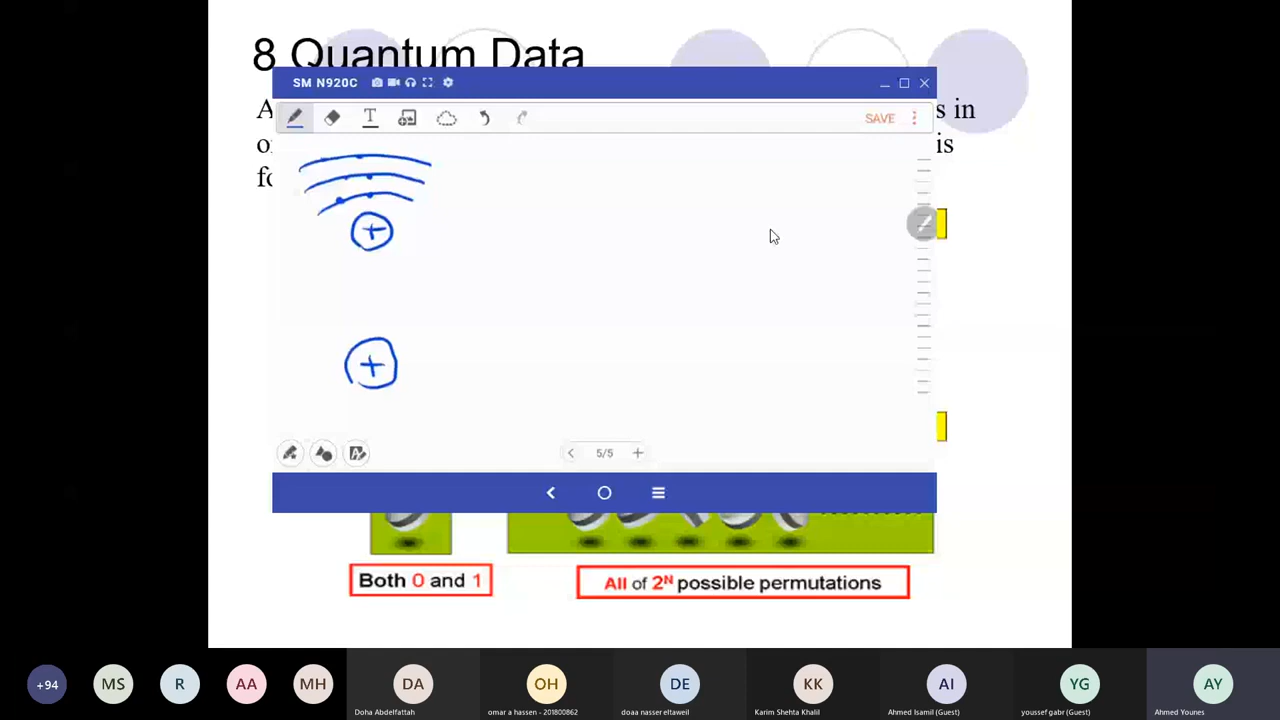 8 Quantum Data
A
s in
o
is
fo
SM N920C
T
SAVE
+
+
5/5
Both 0 and 1
All of 2ᴺ possible permutations
+94
MS
R
AA
MH
DA
OH
DE
KK
AI
YG
AY
Doha Abdelfattah
omar a hassen - 201800862
doaa nasser eltaweil
Karim Shehta Khalil
Ahmed Isamil (Guest)
youssef gabr (Guest)
Ahmed Younes